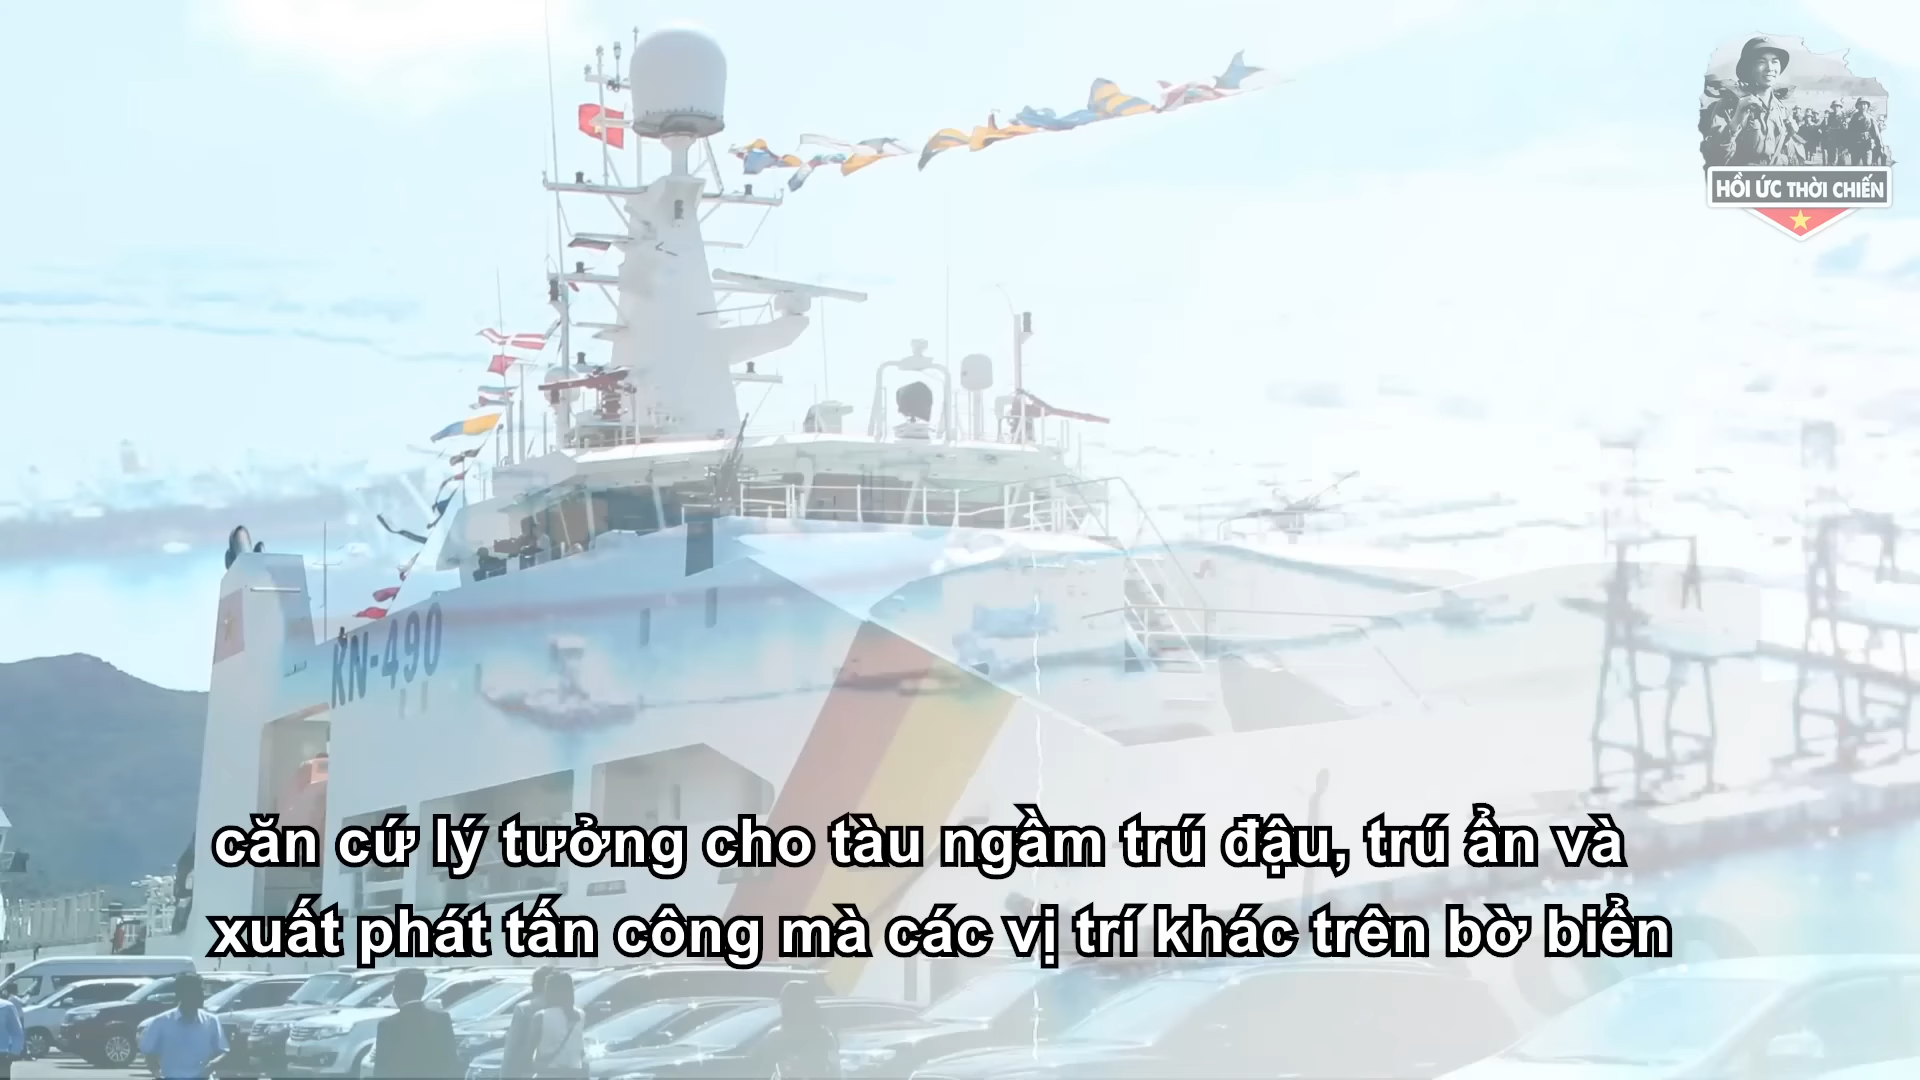 HỒI ỨC THỜI CHIẾN
KN-490
căn cứ lý tưởng cho tàu ngầm trú đậu, trú ẩn và
xuất phát tấn công mà các vị trí khác trên bờ biển